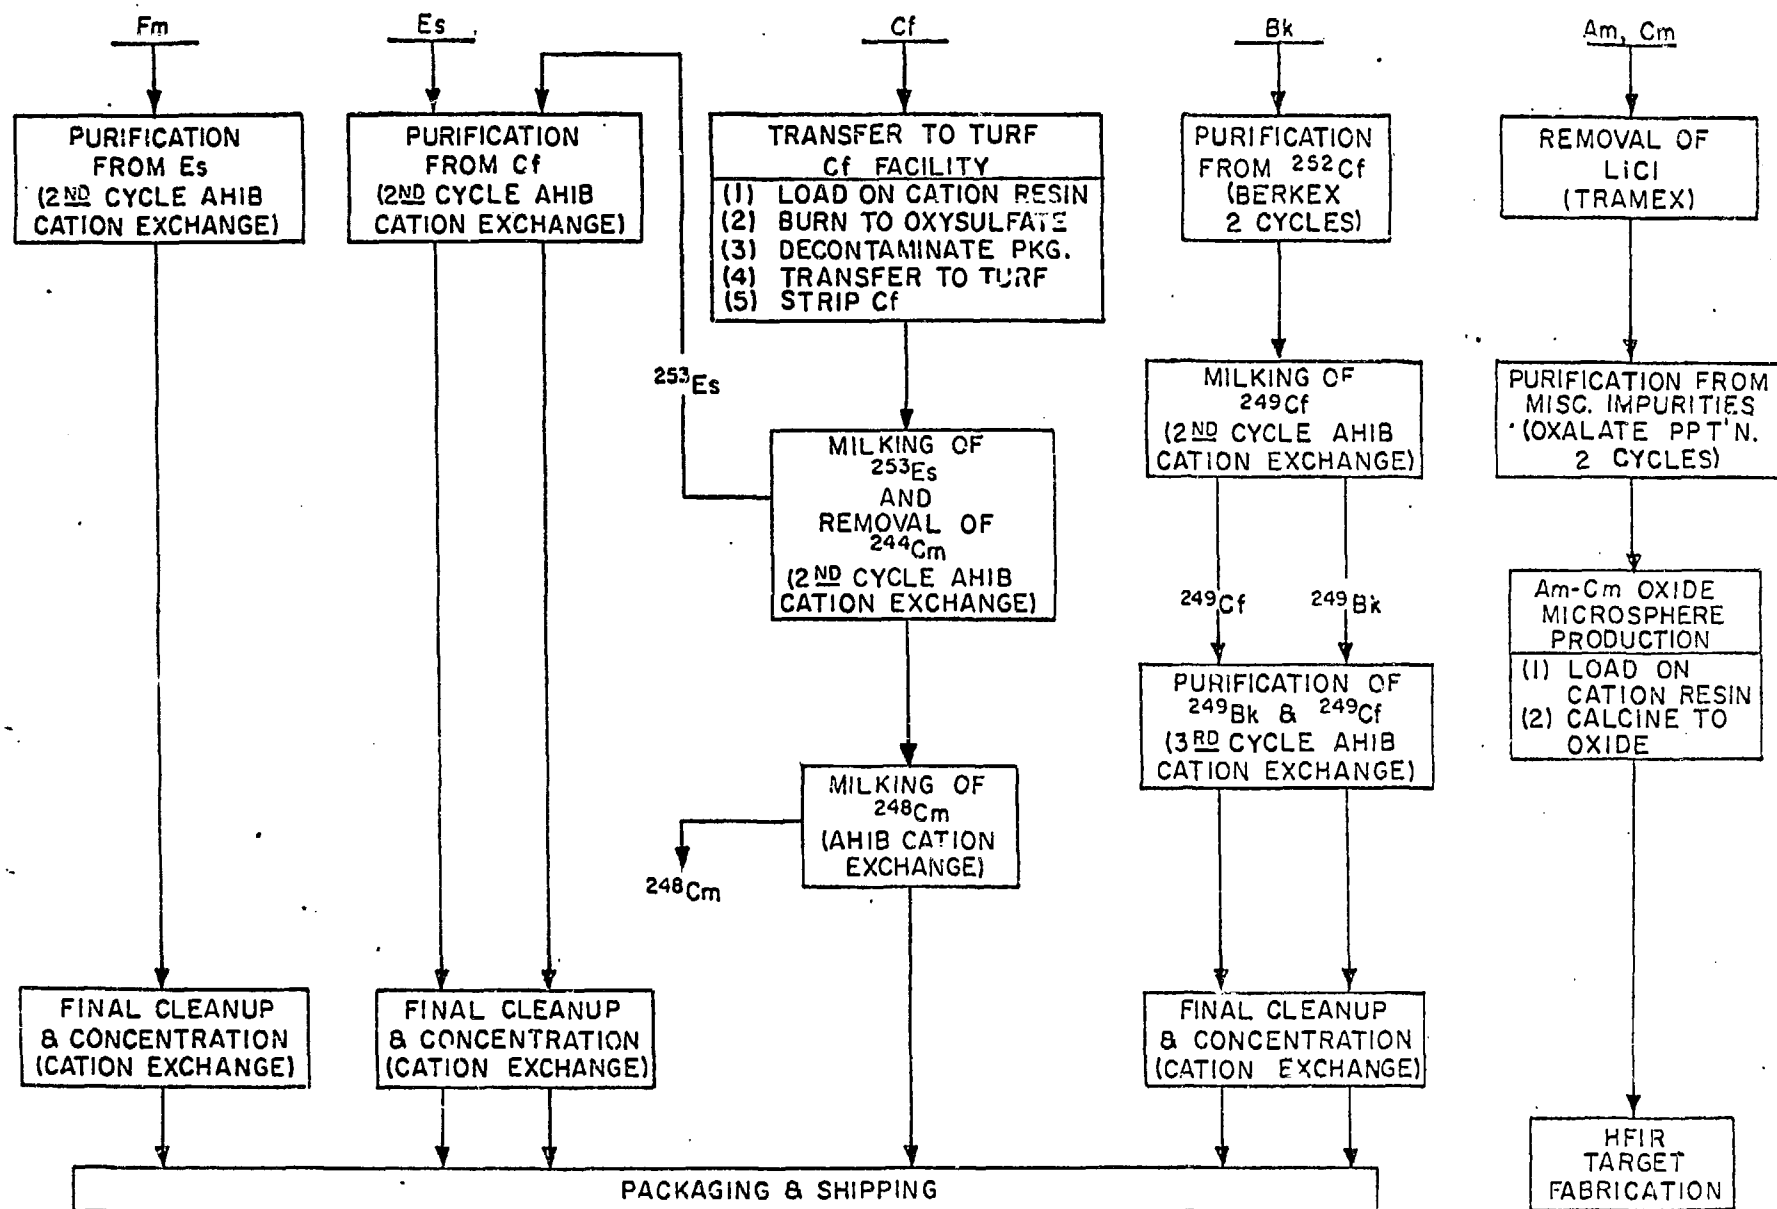 Fm
PURIFICATION
FROM Es
(2ND CYCLE AHIB
CATION EXCHANGE)
FINAL CLEANUP
& CONCENTRATION
(CATION EXCHANGE)
Es
PURIFICATION
FROM Cf
(2ND CYCLE AHIB
CATION EXCHANGE)
FINAL CLEANUP
& CONCENTRATION
(CATION EXCHANGE)
253Es
Cf
TRANSFER TO TURF
Cf FACILITY
(1) LOAD ON CATION RESIN
(2) BURN TO OXYSULFATE
(3) DECONTAMINATE PKG.
(4) TRANSFER TO TURF
(5) STRIP Cf
MILKING OF
253Es
AND
REMOVAL OF
244Cm
(2ND CYCLE AHIB
CATION EXCHANGE)
MILKING OF
248Cm
(AHIB CATION
EXCHANGE)
248Cm
Bk
PURIFICATION
FROM 252Cf
(BERKEX
2 CYCLES)
MILKING OF
249Cf
(2ND CYCLE AHIB
CATION EXCHANGE)
249Cf 249Bk
PURIFICATION OF
249Bk & 249Cf
(3RD CYCLE AHIB
CATION EXCHANGE)
FINAL CLEANUP
& CONCENTRATION
(CATION EXCHANGE)
Am, Cm
REMOVAL OF
LiCl
(TRAMEX)
PURIFICATION FROM
MISC. IMPURITIES
(OXALATE PPT'N.
2 CYCLES)
Am-Cm OXIDE
MICROSPHERE
PRODUCTION
(1) LOAD ON
CATION RESIN
(2) CALCINE TO
OXIDE
HFIR
TARGET
FABRICATION
PACKAGING & SHIPPING